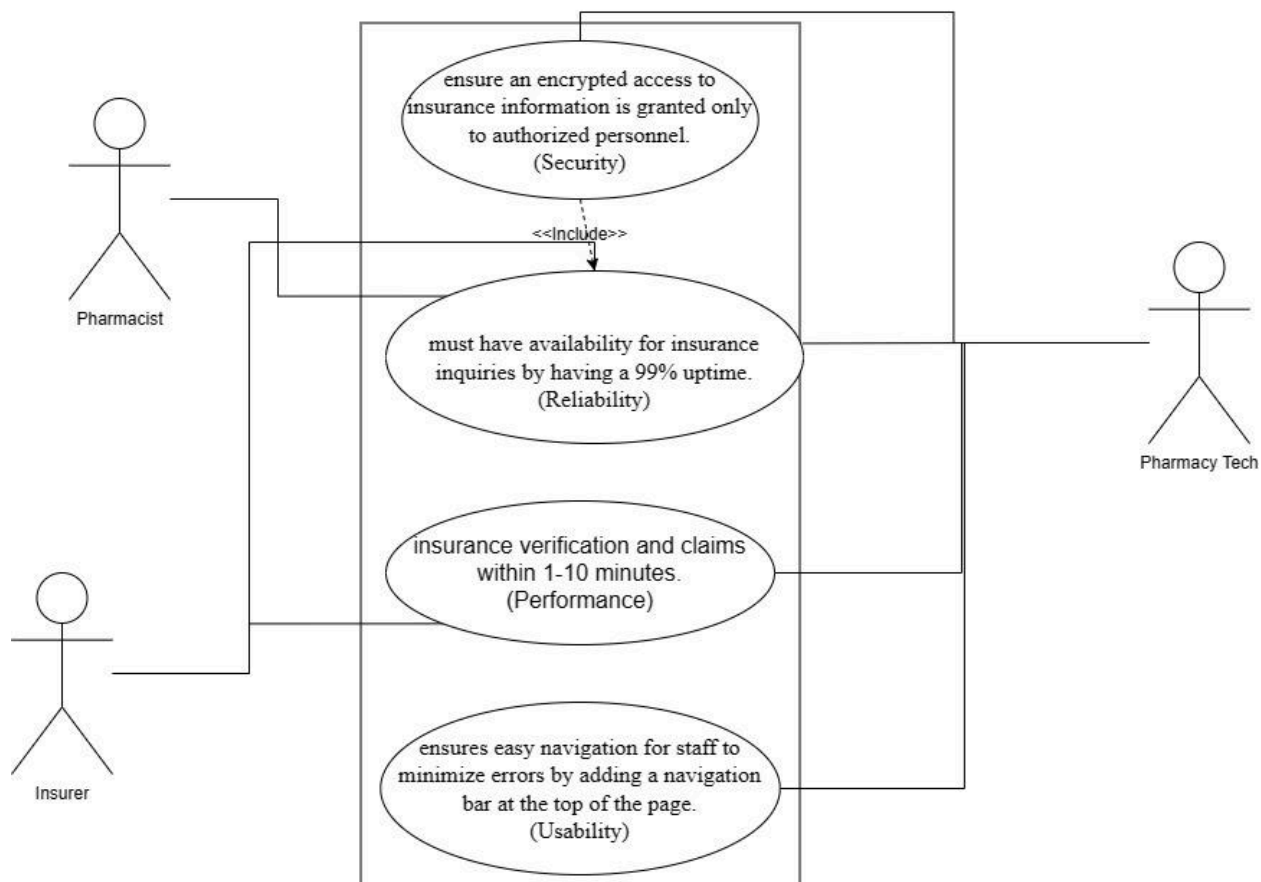 ensure an encrypted access to
insurance information is granted only
to authorized personnel.
(Security)
<<Include>>
Pharmacist
must have availability for insurance
inquiries by having a 99% uptime.
(Reliability)
Pharmacy Tech
insurance verification and claims
within 1-10 minutes.
(Performance)
Insurer
ensures easy navigation for staff to
minimize errors by adding a navigation
bar at the top of the page.
(Usability)